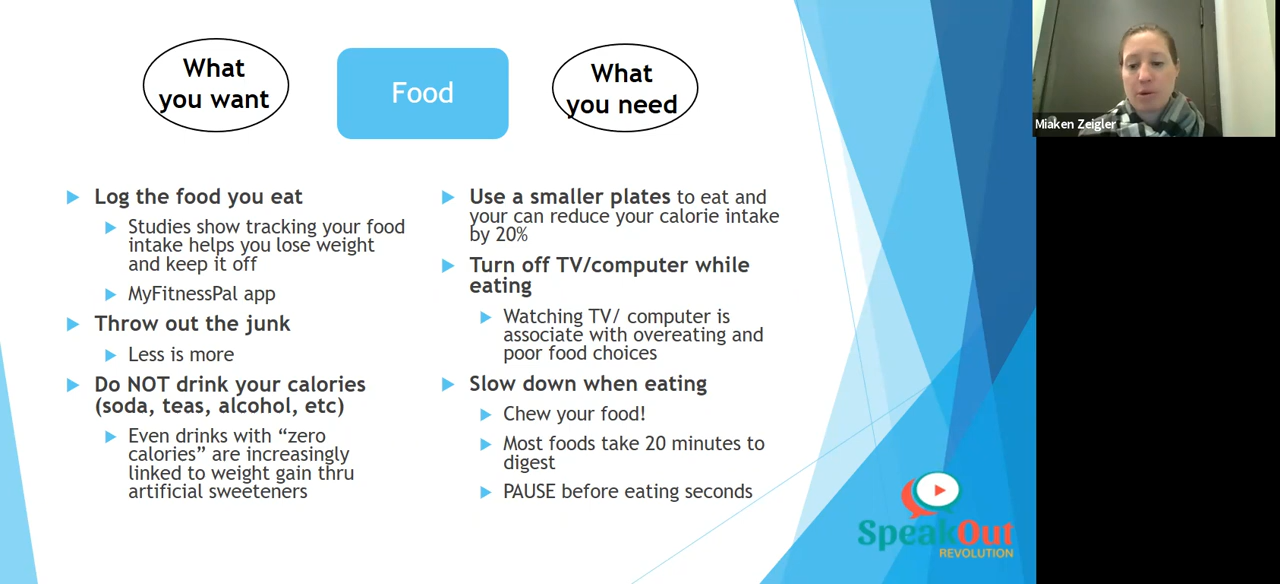 What
you want
Food
What
you need
Log the food you eat
Studies show tracking your food
intake helps you lose weight
and keep it off
MyFitnessPal app
Throw out the junk
Less is more
Do NOT drink your calories
(soda, teas, alcohol, etc)
Even drinks with “zero
calories” are increasingly
linked to weight gain thru
artificial sweeteners
Use a smaller plates to eat and
your can reduce your calorie intake
by 20%
Turn off TV/computer while
eating
Watching TV/ computer is
associate with overeating and
poor food choices
Slow down when eating
Chew your food!
Most foods take 20 minutes to
digest
PAUSE before eating seconds
SpeakOut
REVOLUTION
Miaken Zeigler